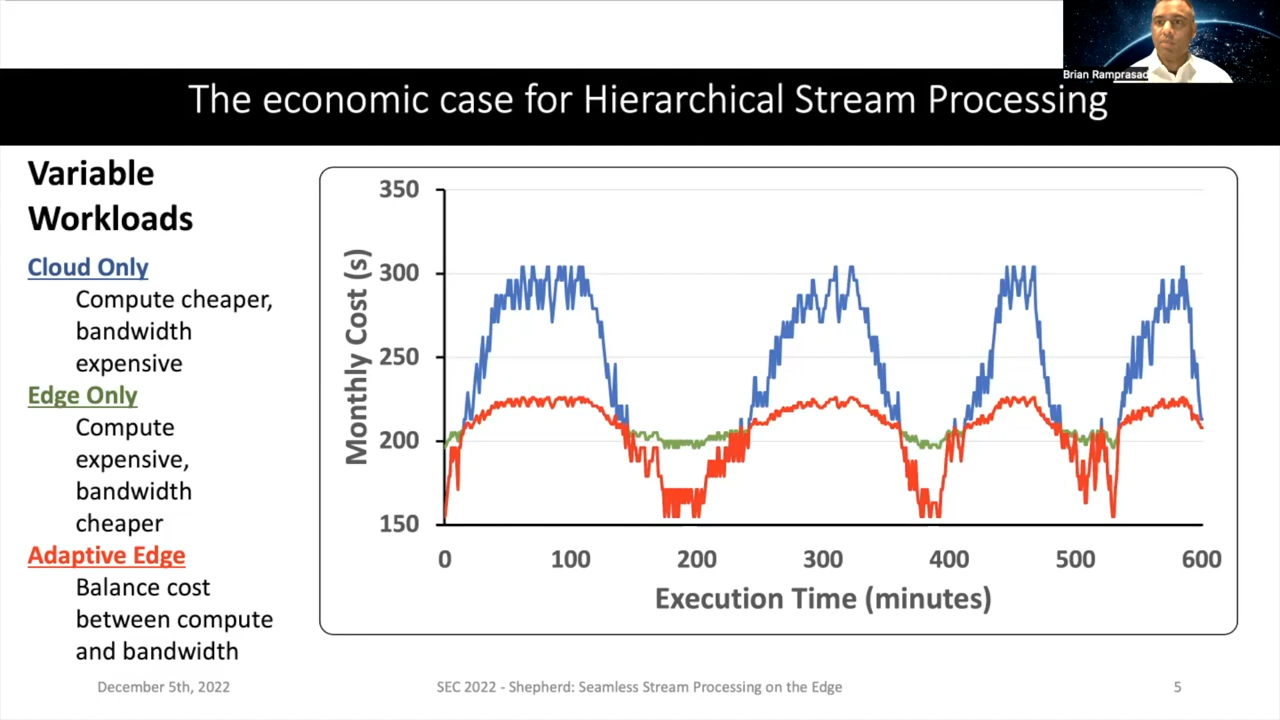 Brian Ramprasad
The economic case for Hierarchical Stream Processing
Variable
Workloads
Cloud Only
Compute cheaper,
bandwidth
expensive
Edge Only
Compute
expensive,
bandwidth
cheaper
Adaptive Edge
Balance cost
between compute
and bandwidth
Monthly Cost (s)
350
300
250
200
150
0 100 200 300 400 500 600
Execution Time (minutes)
December 5th, 2022
SEC 2022 - Shepherd: Seamless Stream Processing on the Edge
5